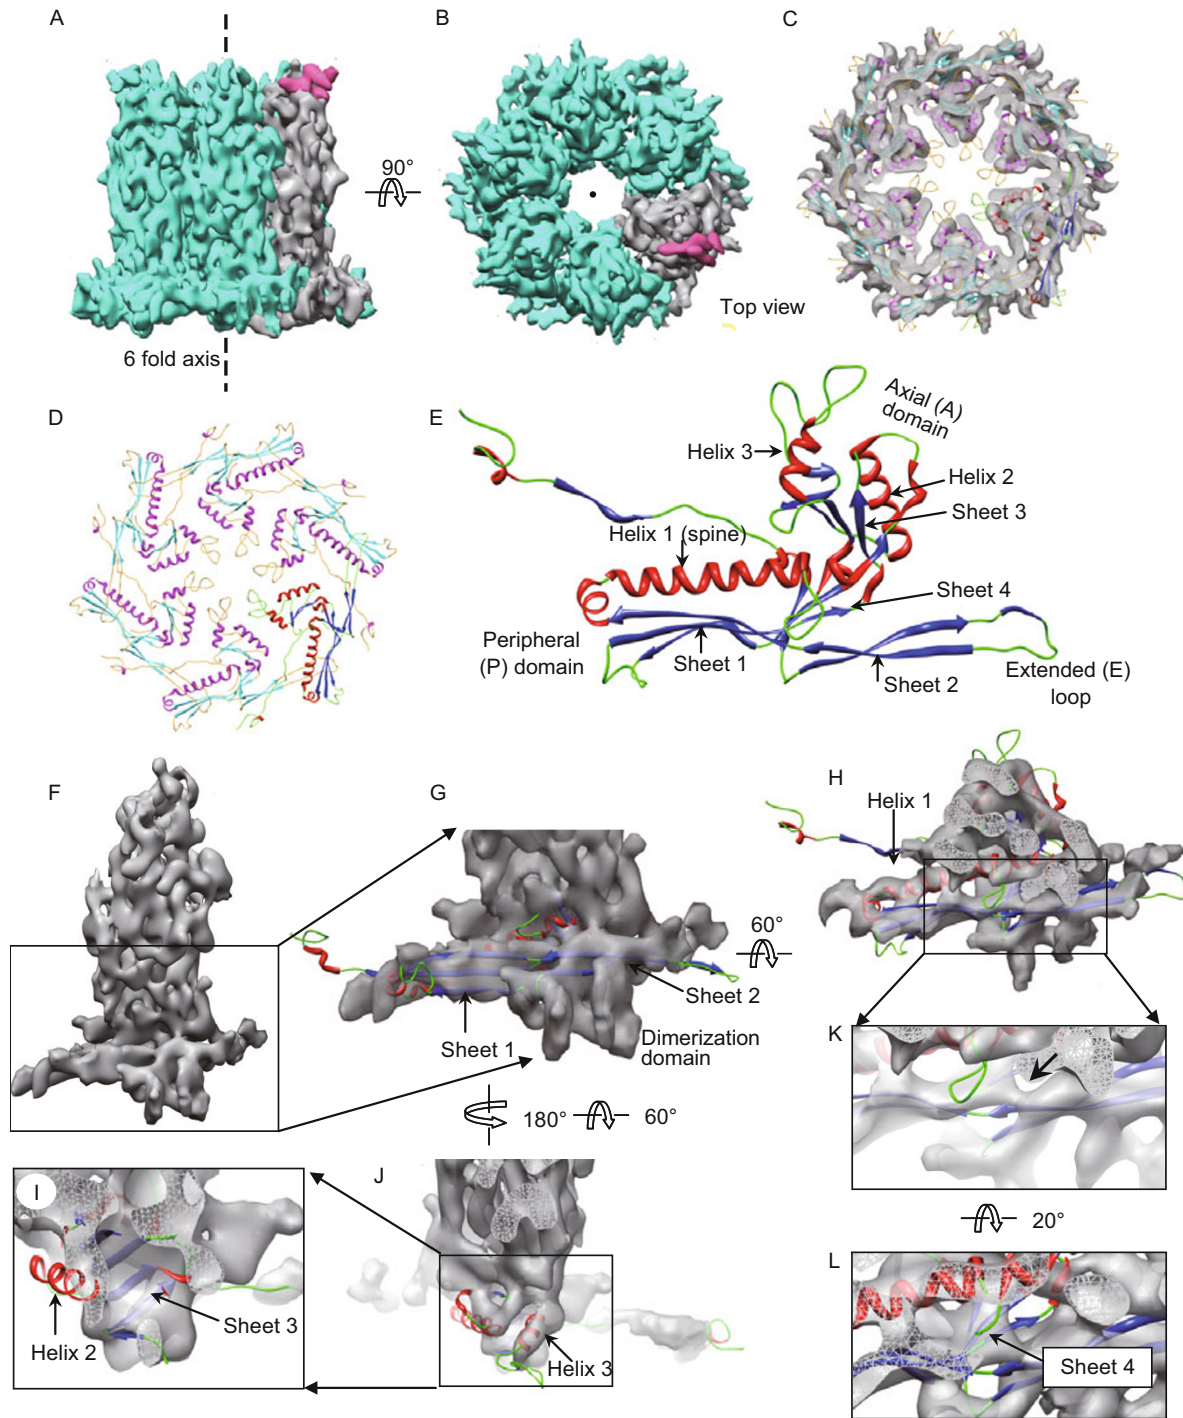 A
B
C
90°
Top view
6 fold axis
D
E
Axial (A)
domain
Helix 3
Helix 2
Sheet 3
Helix 1 (spine)
Sheet 4
Peripheral
(P) domain
Sheet 1
Sheet 2
Extended (E)
loop
F
G
H
Helix 1
60°
Sheet 2
Sheet 1
Dimerization
domain
K
180°
60°
I
J
20°
L
Sheet 3
Helix 2
Helix 3
Sheet 4